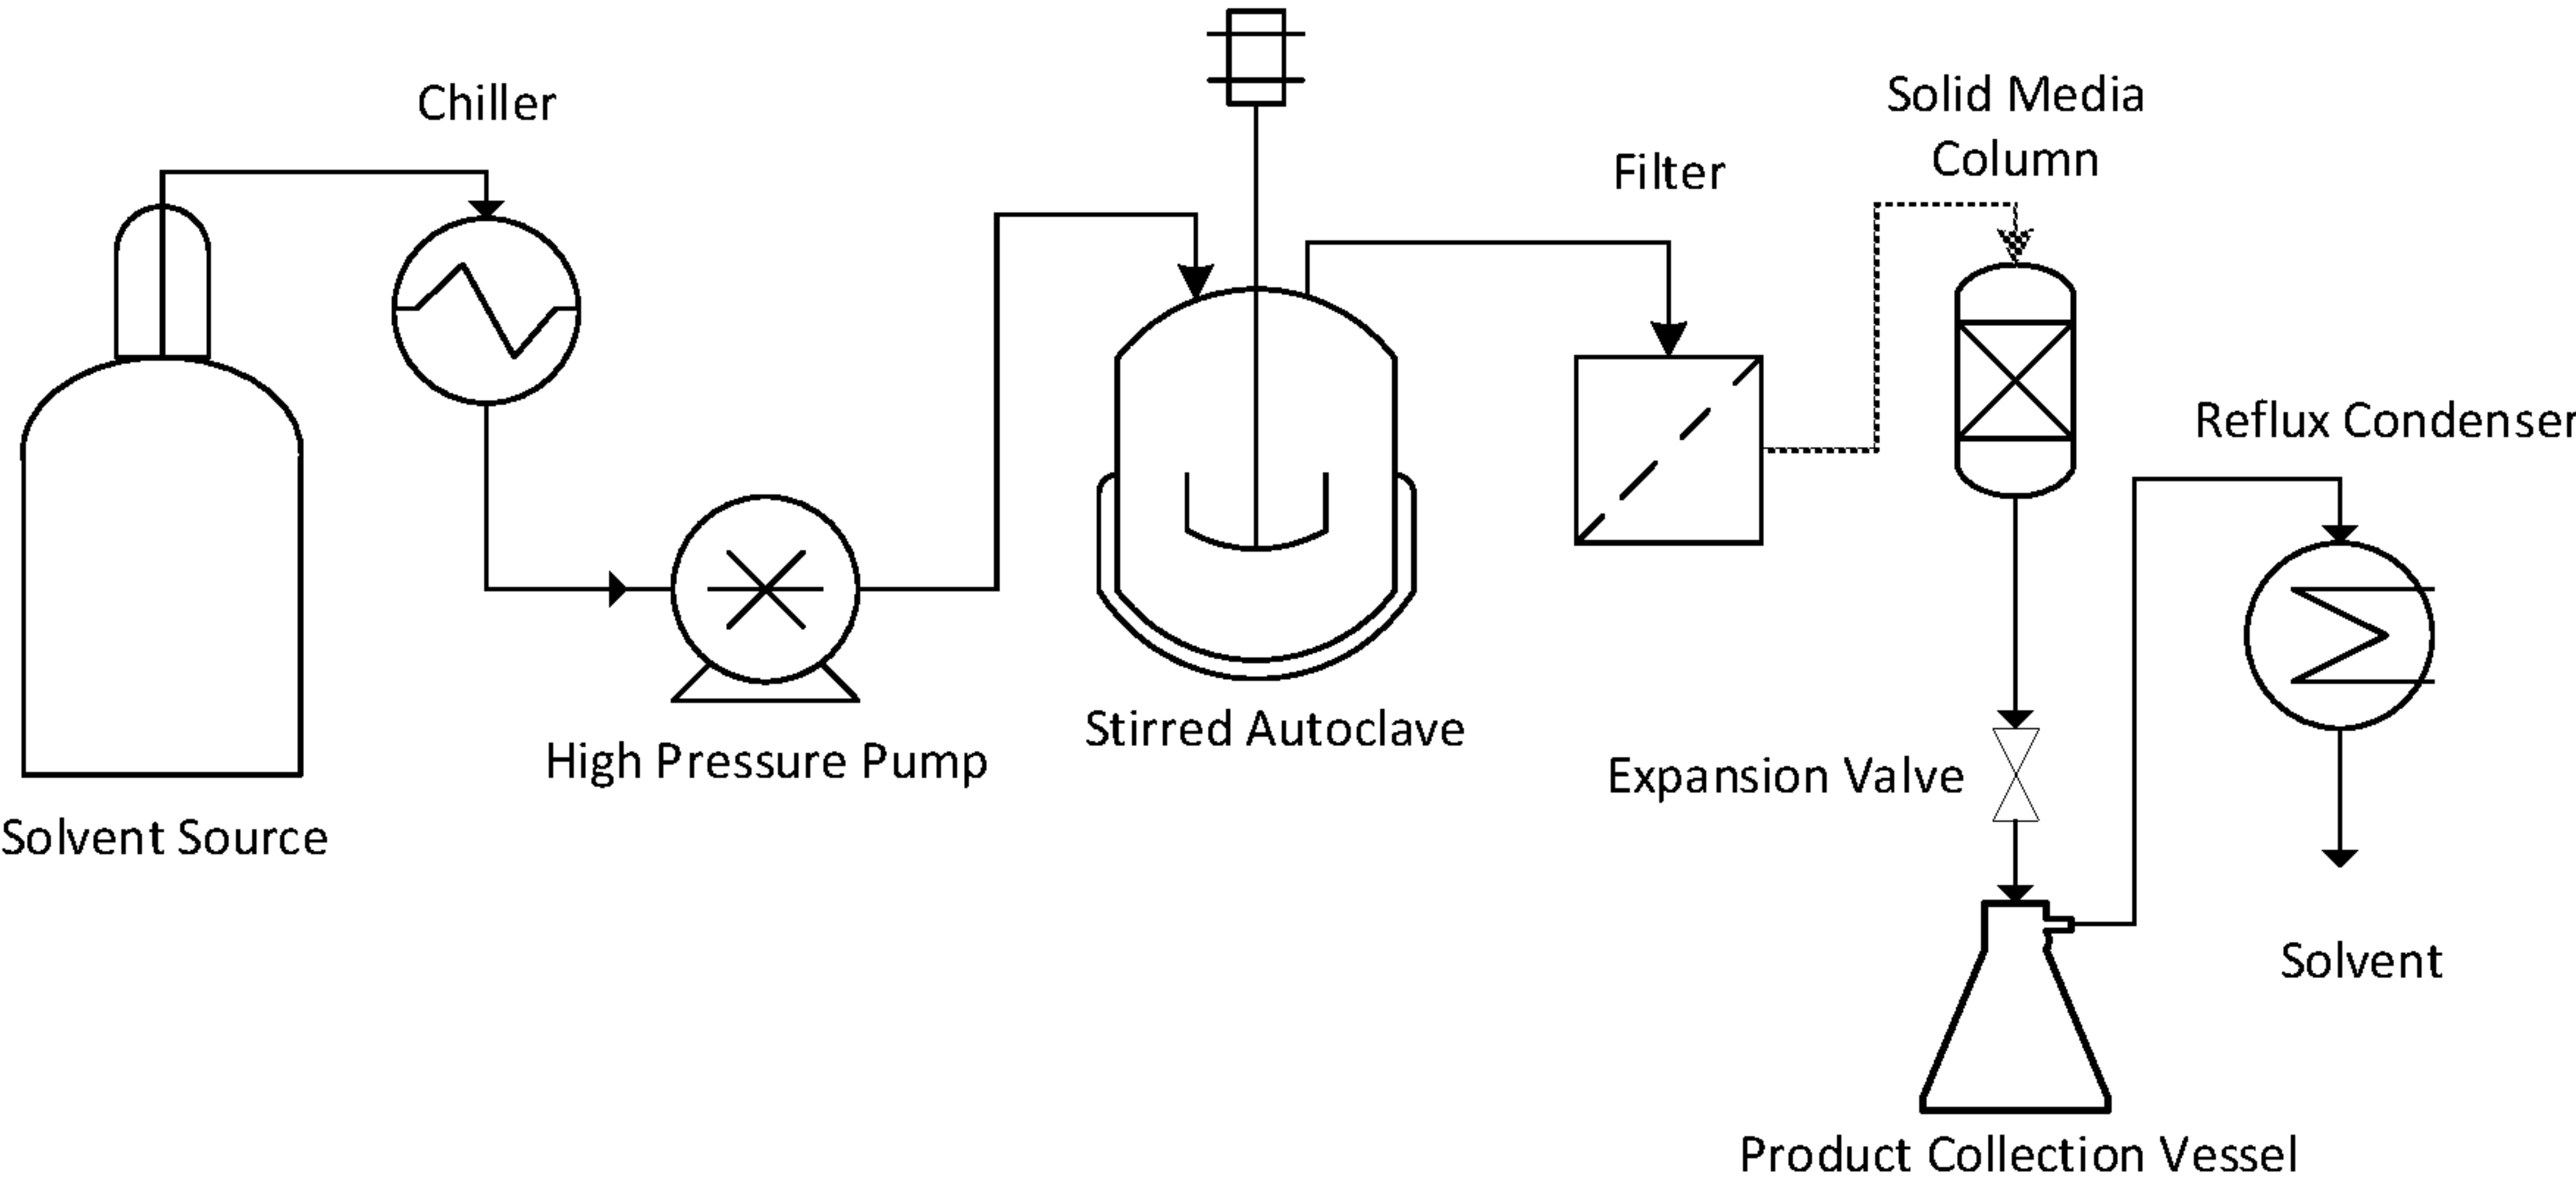 Chiller
Solid Media
Column
Filter
Reflux Condenser
High Pressure Pump
Stirred Autoclave
Expansion Valve
Solvent Source
Solvent
Product Collection Vessel